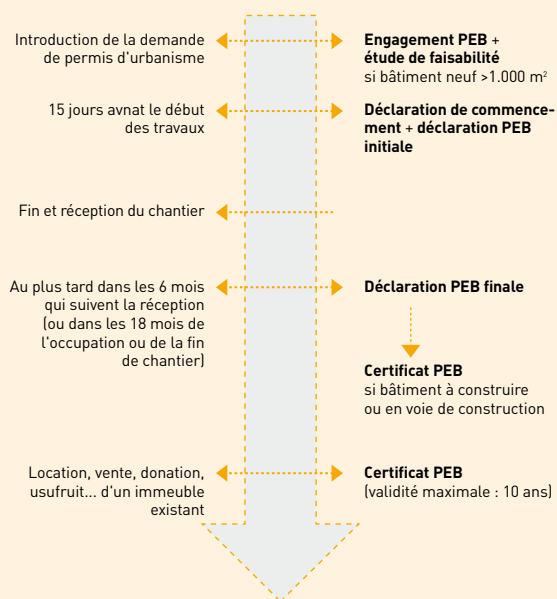 Introduction de la demande
de permis d'urbanisme
Engagement PEB +
étude de faisabilité
si bâtiment neuf >1.000 m²
15 jours avnat le début
des travaux
Déclaration de commence-
ment + déclaration PEB
initiale
Fin et réception du chantier
Au plus tard dans les 6 mois
qui suivent la réception
(ou dans les 18 mois de
l'occupation ou de la fin
de chantier)
Déclaration PEB finale
Certificat PEB
si bâtiment à construire
ou en voie de construction
Location, vente, donation,
usufruit... d'un immeuble
existant
Certificat PEB
(validité maximale : 10 ans)